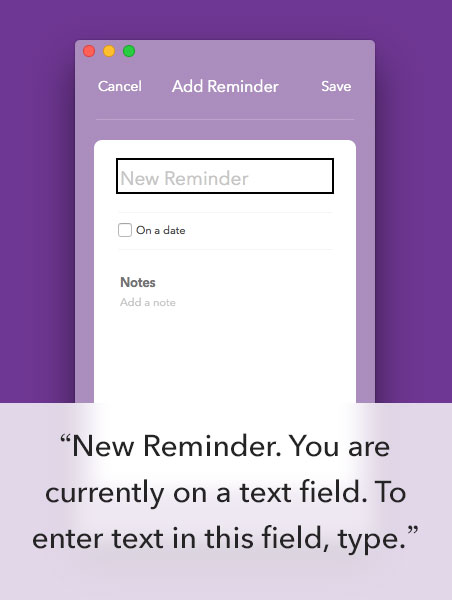 Cancel Add Reminder Save
New Reminder
On a date
Notes
Add a note
“New Reminder. You are
currently on a text field. To
enter text in this field, type.”